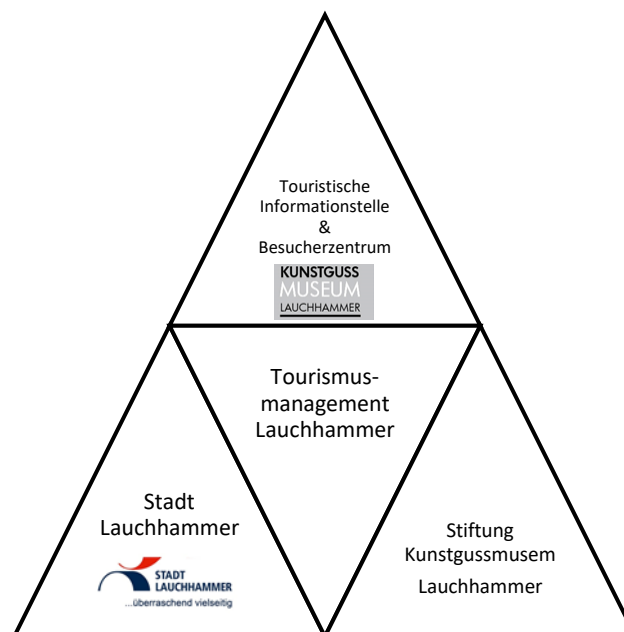 Touristische
Informationstelle
&
Besucherzentrum
KUNSTGUSS
MUSEUM
LAUCHHAMMER
Tourismus-
management
Lauchhammer
Stadt
Lauchhammer
STADT
LAUCHHAMMER
...überraschend vielseitig
Stiftung
Kunstgussmusem
Lauchhammer